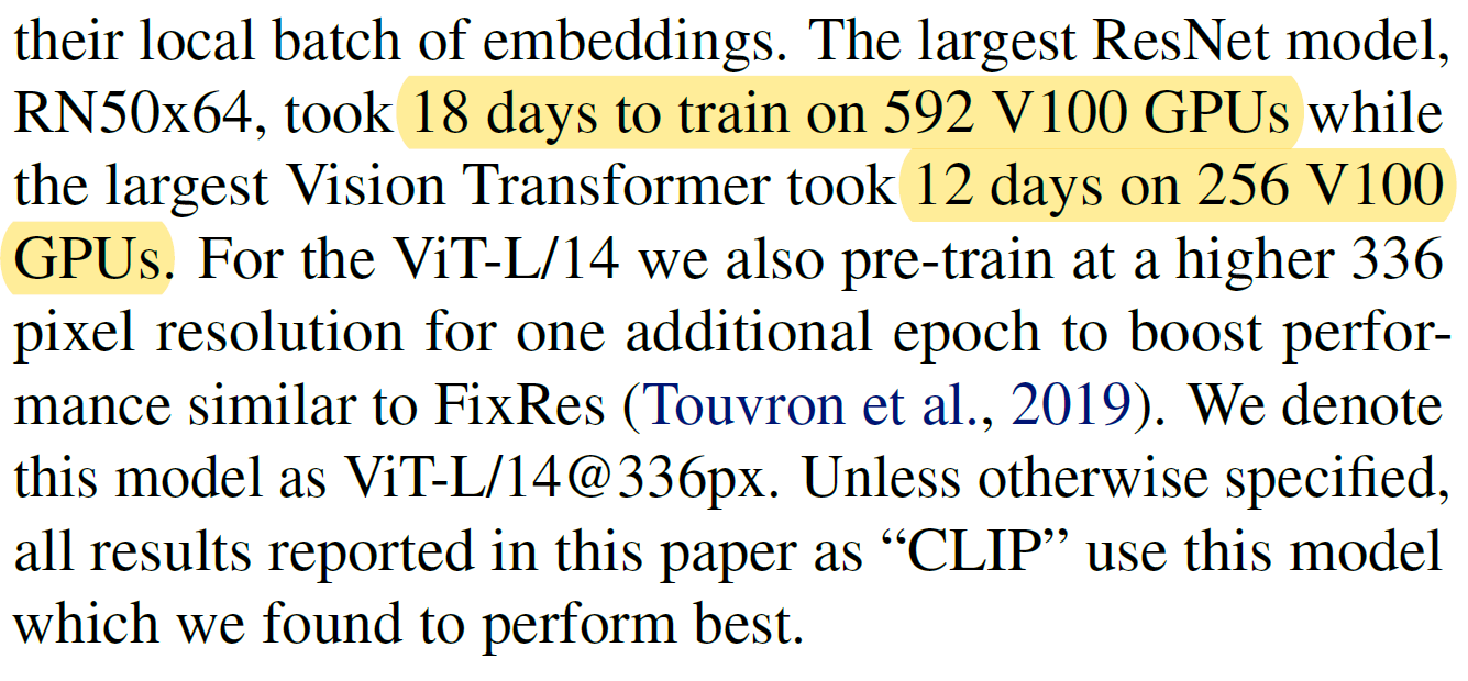 their local batch of embeddings. The largest ResNet model,
RN50x64, took 18 days to train on 592 V100 GPUs while
the largest Vision Transformer took 12 days on 256 V100
GPUs. For the ViT-L/14 we also pre-train at a higher 336
pixel resolution for one additional epoch to boost perfor-
mance similar to FixRes (Touvron et al., 2019). We denote
this model as ViT-L/14@336px. Unless otherwise specified,
all results reported in this paper as “CLIP” use this model
which we found to perform best.